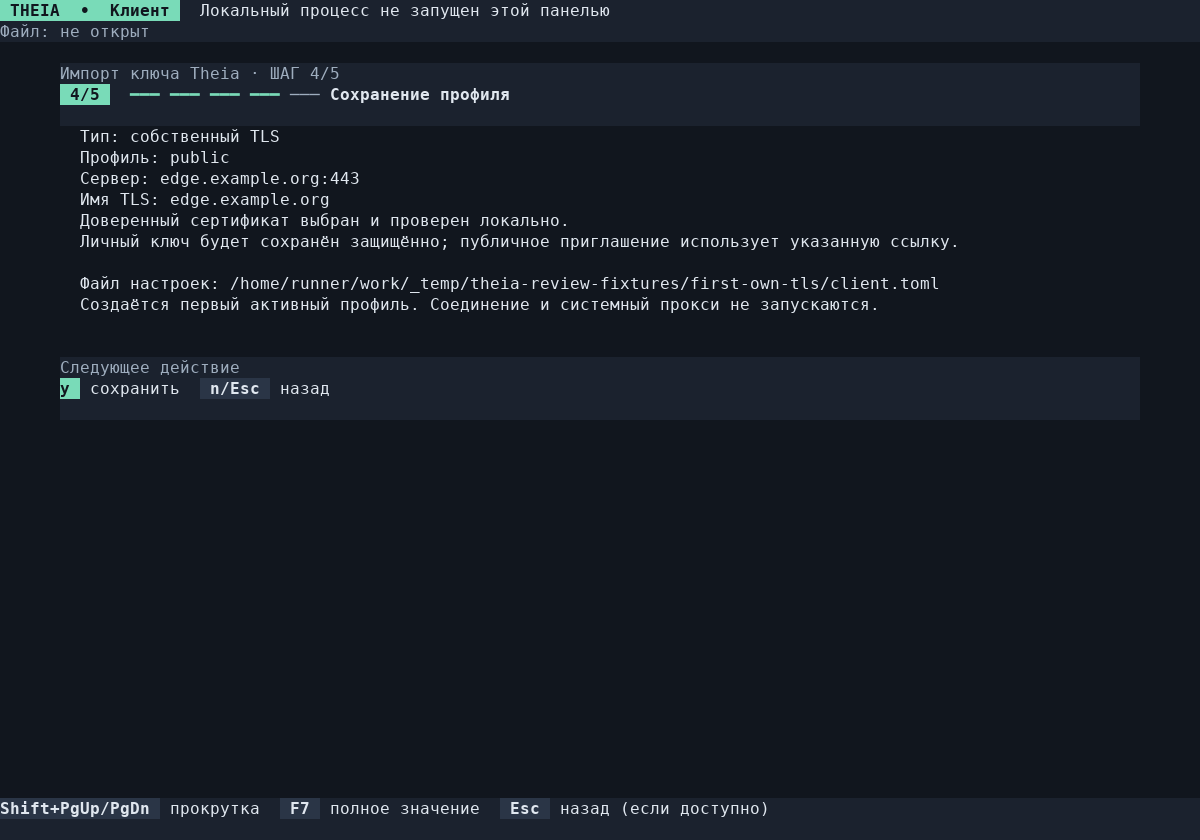 THEIA • Клиент Локальный процесс не запущен этой панелью
Файл: не открыт
Импорт ключа Theia · ШАГ 4/5
4/5 ━━━ ━━━ ━━━ ━━━ ─── Сохранение профиля
Тип: собственный TLS
Профиль: public
Сервер: edge.example.org:443
Имя TLS: edge.example.org
Доверенный сертификат выбран и проверен локально.
Личный ключ будет сохранён защищённо; публичное приглашение использует указанную ссылку.
Файл настроек: /home/runner/work/_temp/theia-review-fixtures/first-own-tls/client.toml
Создаётся первый активный профиль. Соединение и системный прокси не запускаются.
Следующее действие
y сохранить n/Esc назад
Shift+PgUp/PgDn прокрутка F7 полное значение Esc назад (если доступно)